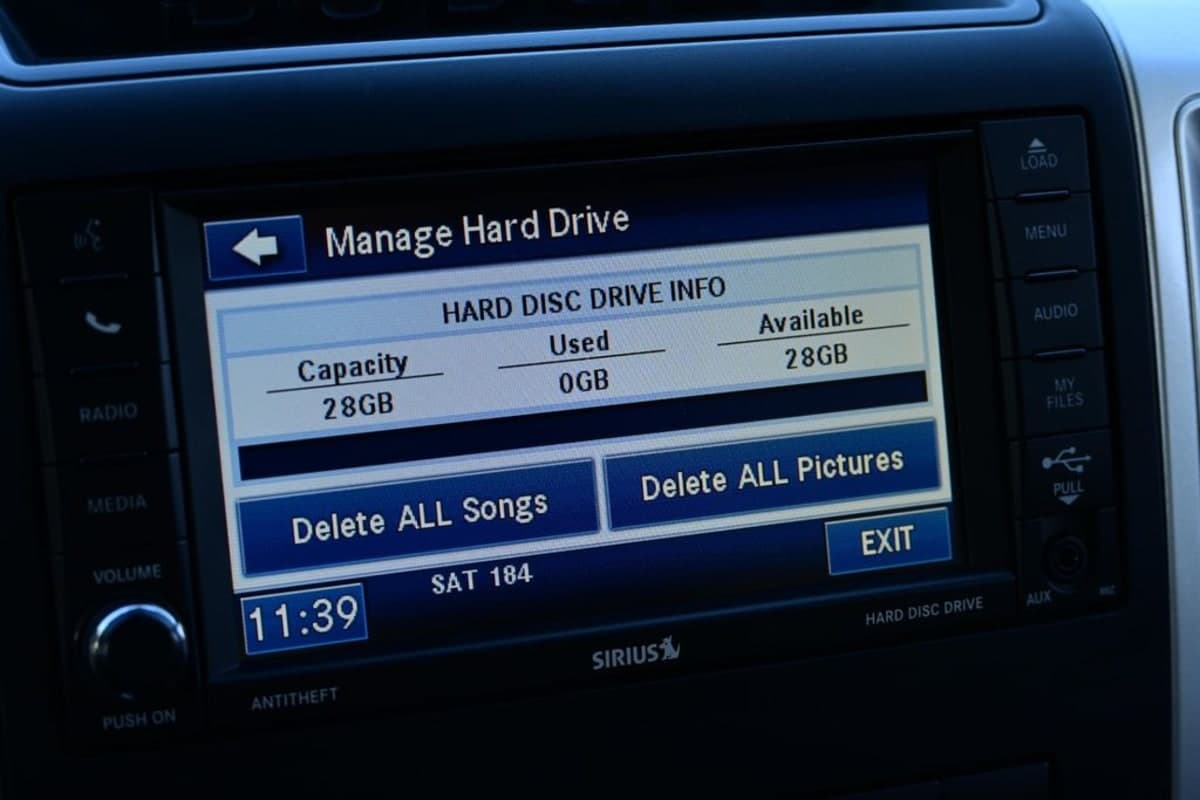 LOAD
Manage Hard Drive
MENU
HARD DISC DRIVE INFO
Capacity Used Available
28GB 0GB 28GB
AUDIO
RADIO
MY
FILES
Delete ALL Songs Delete ALL Pictures
MEDIA
PULL
VOLUME
SAT 184
EXIT
11:39
AUX
HARD DISC DRIVE
SIRIUS
ANTITHEFT
PUSH ON